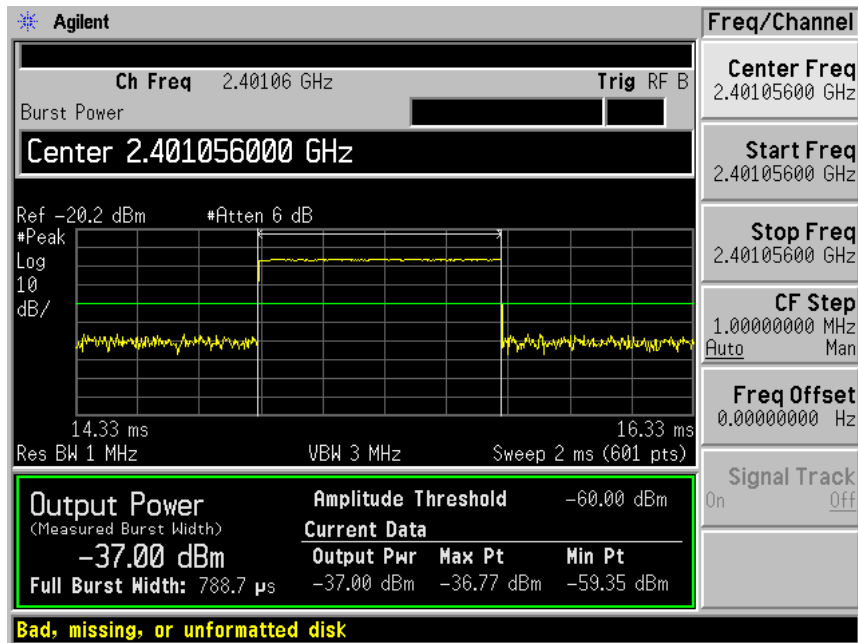 Agilent
Freq/Channel
Ch Freq 2.40106 GHz Trig RF B
Burst Power
Center 2.401056000 GHz
Ref -20.2 dBm #Atten 6 dB
#Peak
Log
10
dB/
14.33 ms 16.33 ms
Res BW 1 MHz VBW 3 MHz Sweep 2 ms (601 pts)
Output Power
(Measured Burst Width)
-37.00 dBm
Full Burst Width: 788.7 µs
Amplitude Threshold -60.00 dBm
Current Data
Output Pwr Max Pt Min Pt
-37.00 dBm -36.77 dBm -59.35 dBm
Bad, missing, or unformatted disk
Center Freq
2.40105600 GHz
Start Freq
2.40105600 GHz
Stop Freq
2.40105600 GHz
CF Step
1.00000000 MHz
Auto Man
Freq Offset
0.00000000 Hz
Signal Track
On Off